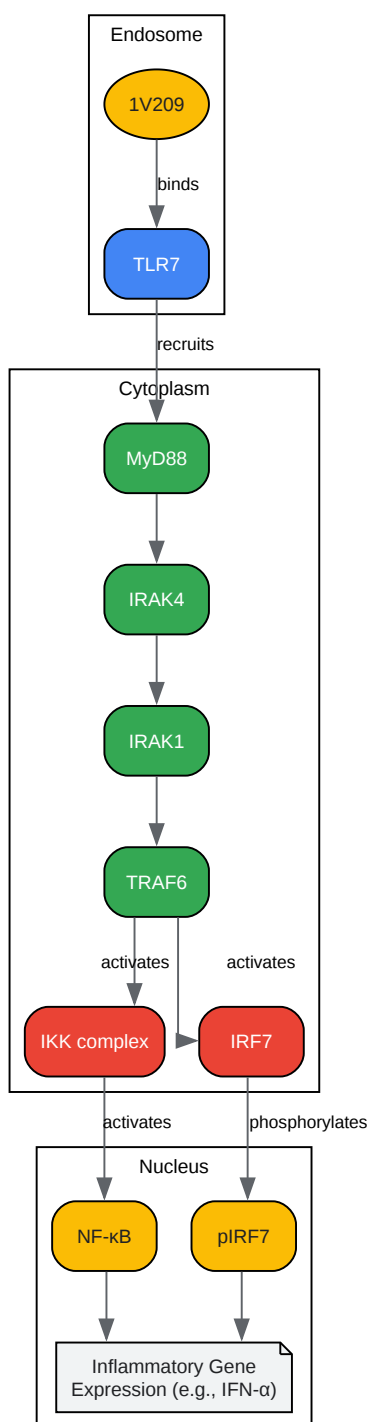 Endosome
1V209
binds
TLR7
recruits
Cytoplasm
MyD88
IRAK4
IRAK1
TRAF6
activates
activates
IKK complex
IRF7
activates
phosphorylates
Nucleus
NF-κB
pIRF7
Inflammatory Gene
Expression (e.g., IFN-α)